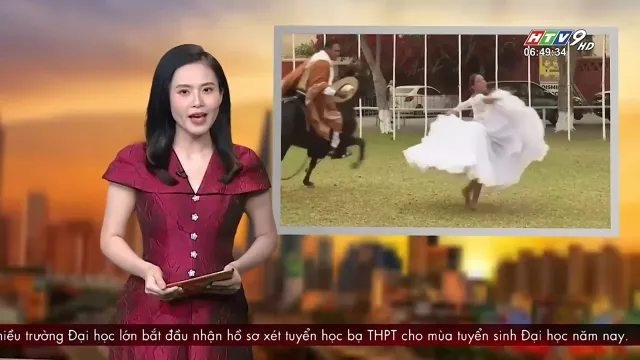 HTV9 HD
06:49:34
hiều trường Đại học lớn bắt đầu nhận hồ sơ xét tuyển học bạ THPT cho mùa tuyển sinh Đại học năm nay.